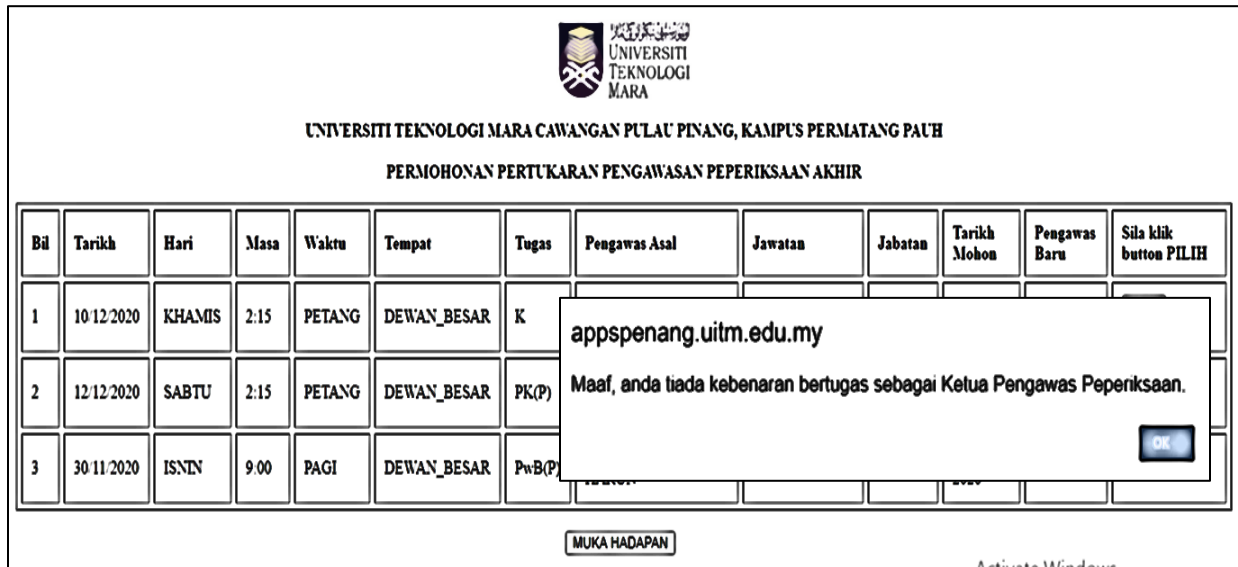 UNIVERSITI
TEKNOLOGI
MARA
UNIVERSITI TEKNOLOGI MARA CAWANGAN PULAU PINANG, KAMPUS PERMATANG PAUH
PERMOHONAN PERTUKARAN PENGAWASAN PEPERIKSAAN AKHIR
Bil Tarikh Hari Masa Waktu Tempat Tugas Pengawas Asal Jawatan Jabatan Tarikh Mohon Pengawas Baru Sila klik button PILIH
1 10/12/2020 KHAMIS 2:15 PETANG DEWAN_BESAR K
2 12/12/2020 SABTU 2:15 PETANG DEWAN_BESAR PK(P)
3 30/11/2020 ISNIN 9:00 PAGI DEWAN_BESAR PwB(P)
appspenang.uitm.edu.my
Maaf, anda tiada kebenaran bertugas sebagai Ketua Pengawas Peperiksaan.
OK
MUKA HADAPAN